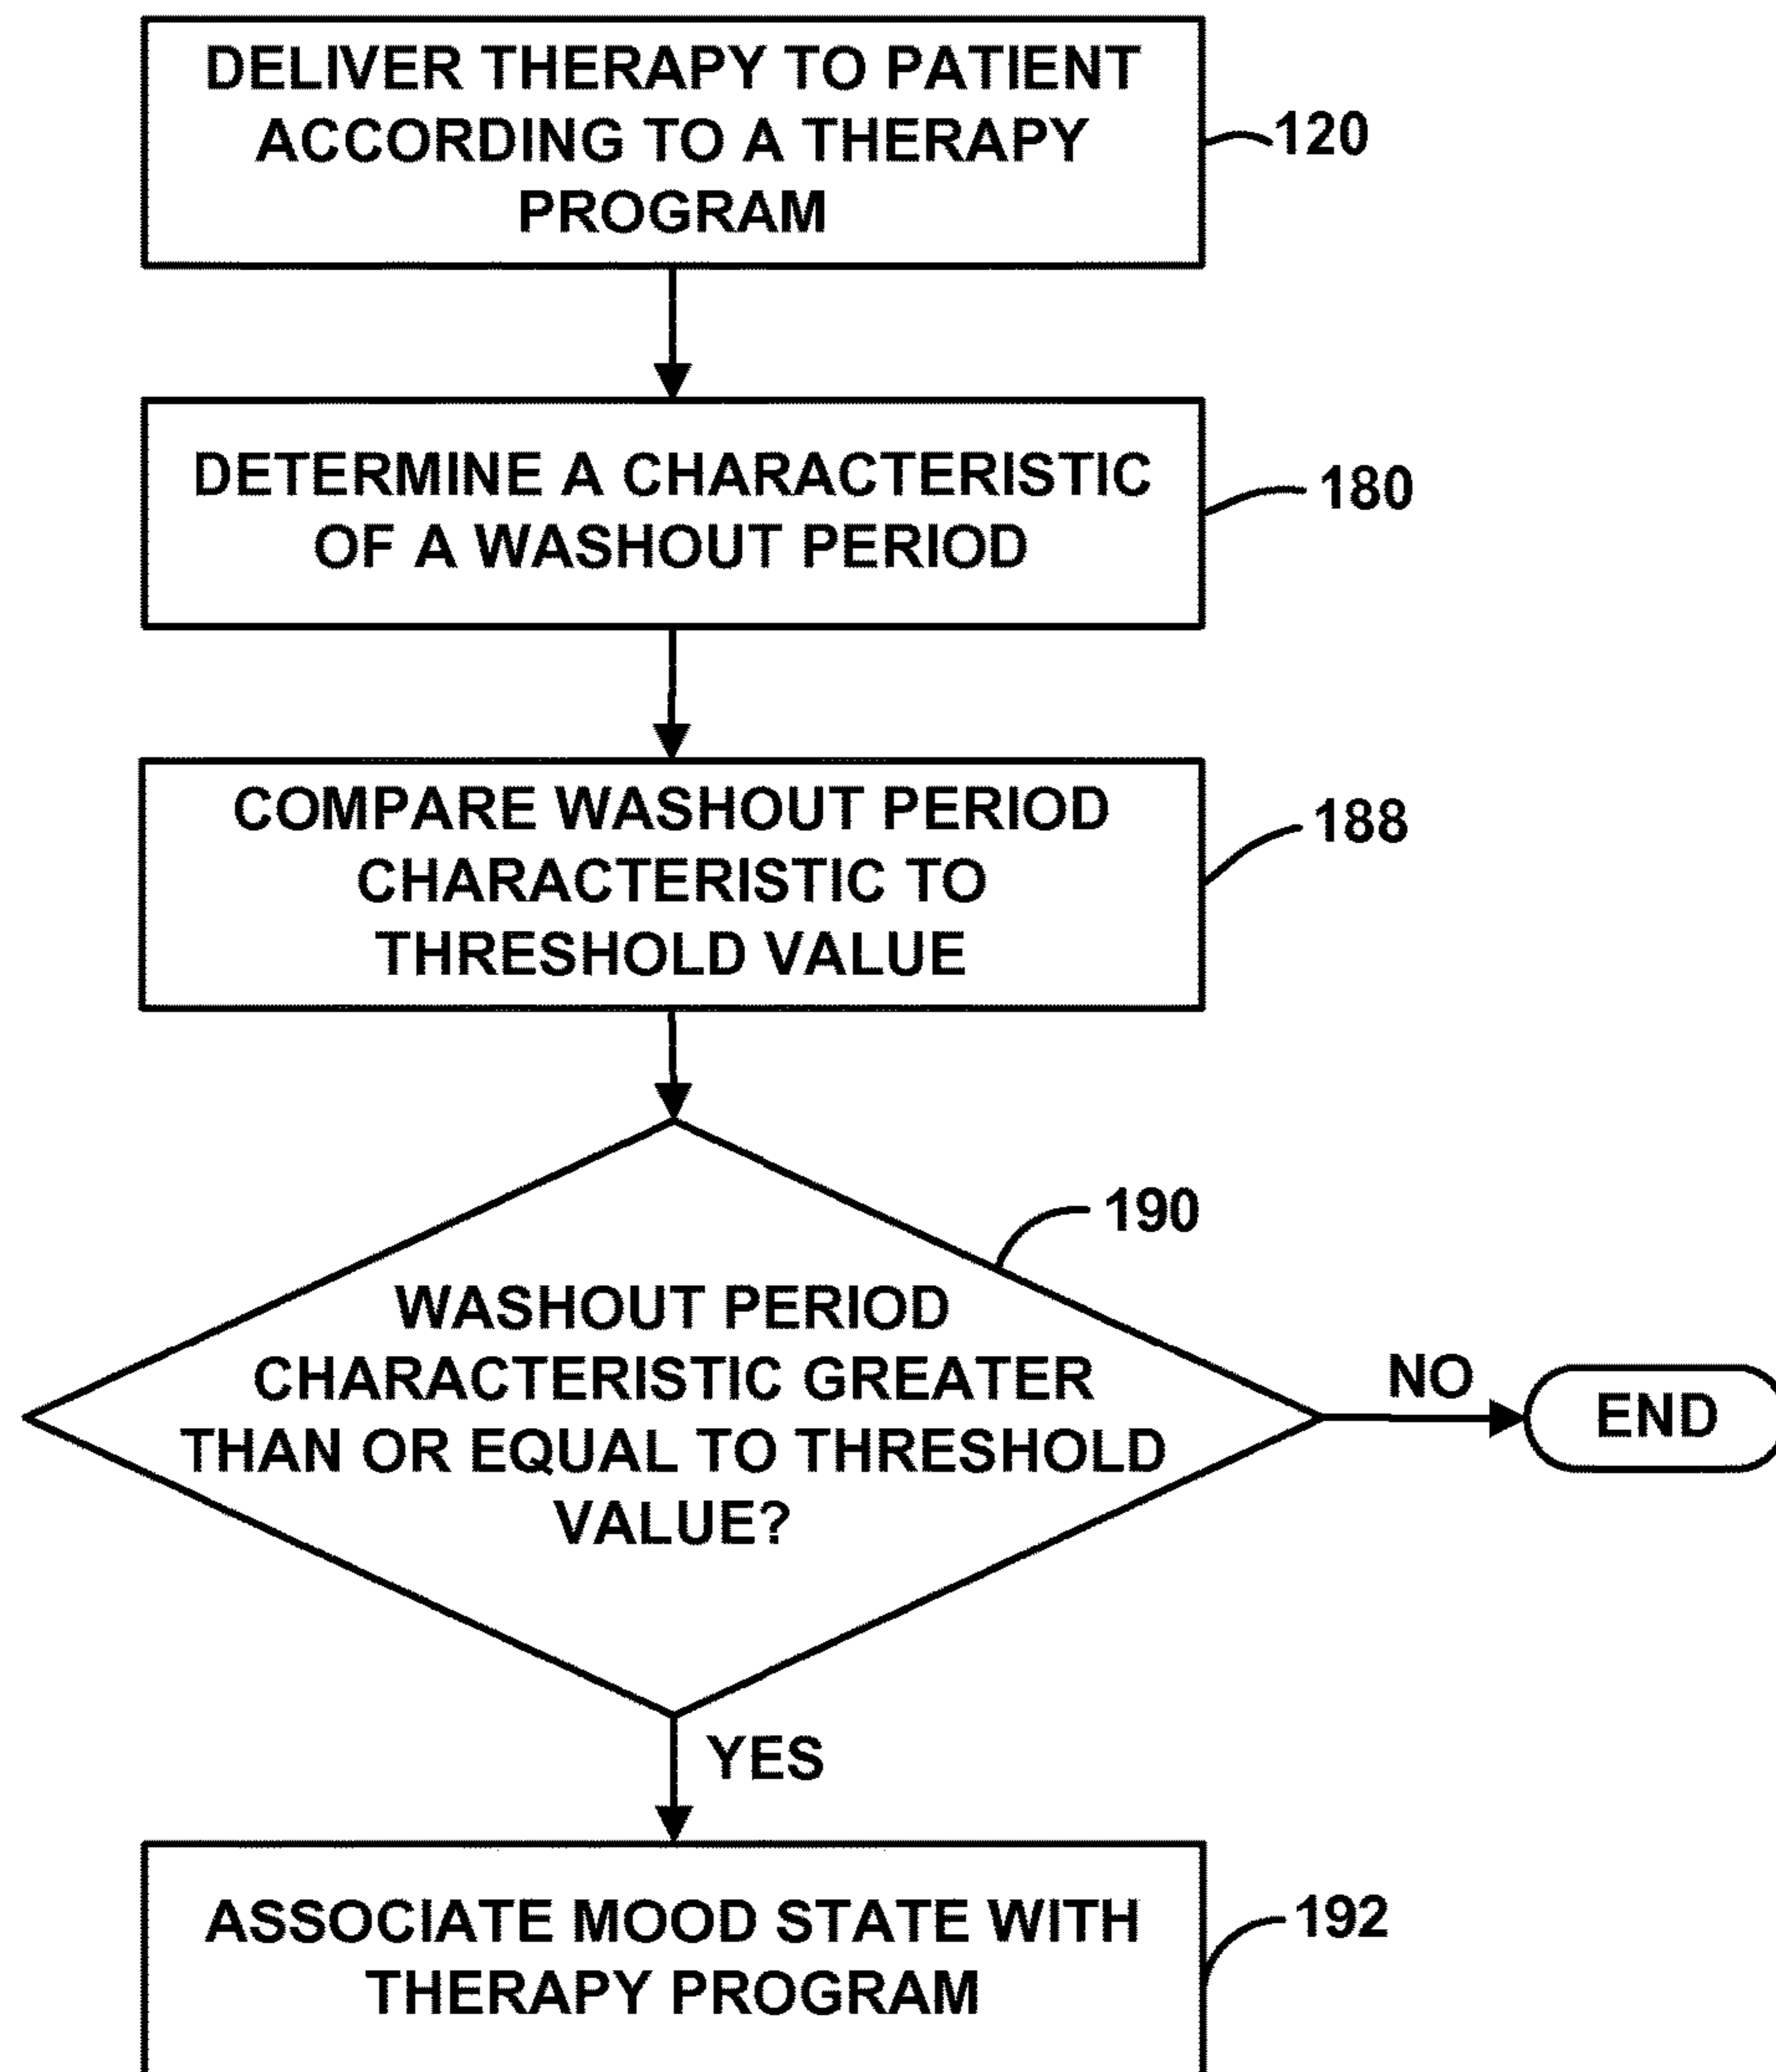 DELIVER THERAPY TO PATIENT
ACCORDING TO A THERAPY
PROGRAM
120
DETERMINE A CHARACTERISTIC
OF A WASHOUT PERIOD
180
COMPARE WASHOUT PERIOD
CHARACTERISTIC TO
THRESHOLD VALUE
188
190
WASHOUT PERIOD
CHARACTERISTIC GREATER
THAN OR EQUAL TO THRESHOLD
VALUE?
NO
END
YES
ASSOCIATE MOOD STATE WITH
THERAPY PROGRAM
192